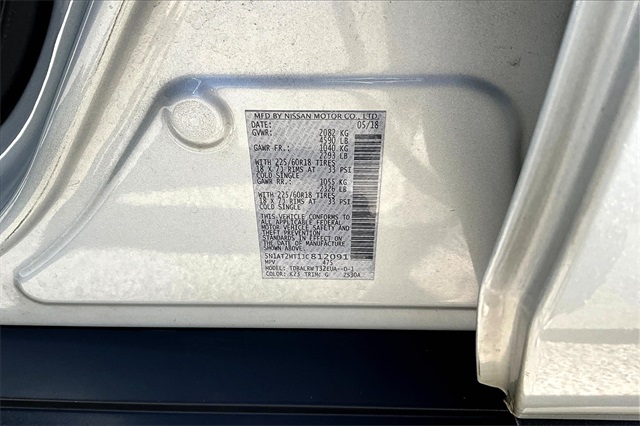 MFD BY NISSAN MOTOR CO., LTD.
DATE: 05/18
GVWR: 2082 KG
4590 LB
GAWR FR.: 1040 KG
2293 LB
WITH 225/60R18 TIRES
18 X 7J RIMS AT 33 PSI
COLD SINGLE
GAWR RR.: 1055 KG
2326 LB
WITH 225/60R18 TIRES
18 X 7J RIMS AT 33 PSI
COLD SINGLE
THIS VEHICLE CONFORMS TO
ALL APPLICABLE FEDERAL
MOTOR VEHICLE SAFETY AND
THEFT PREVENTION
STANDARDS IN EFFECT ON
THE DATE OF MANUFACTURE
SHOWN ABOVE.
812091
MPV 475
MODEL:
COLOR: K23 TRIM: G